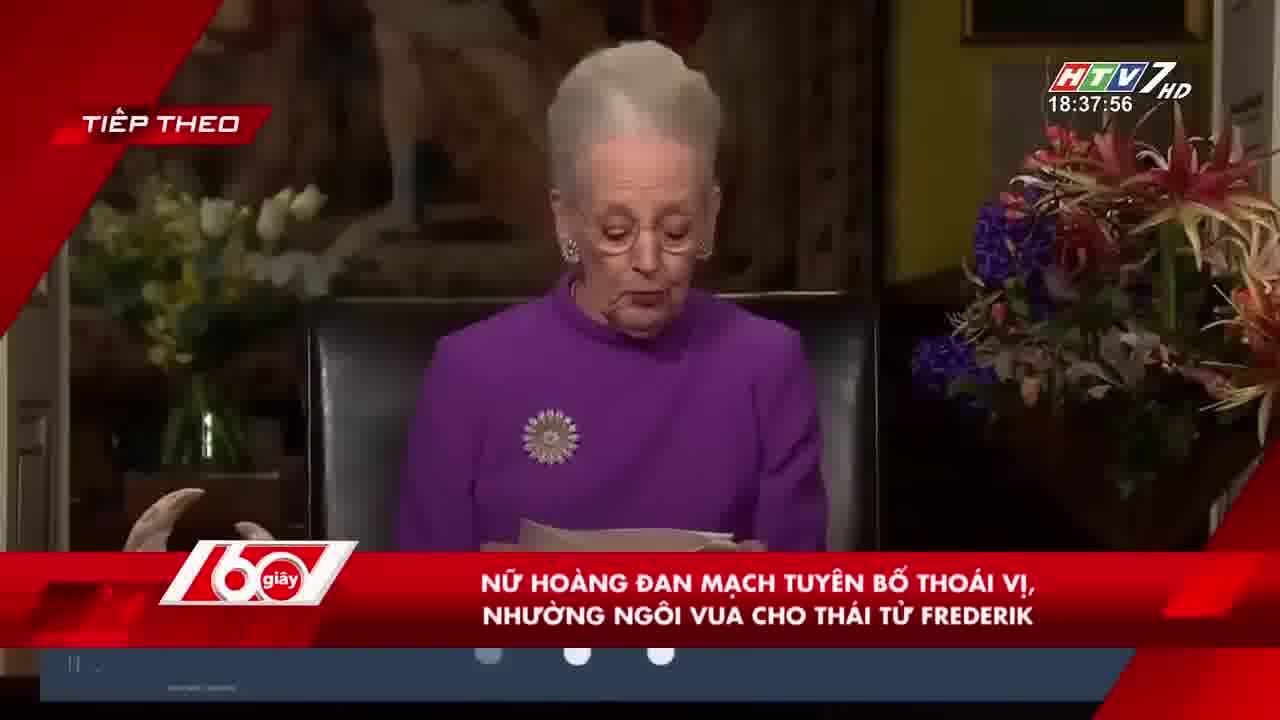 HTV7 HD
18:37:56
TIẾP THEO
60 giây
NỮ HOÀNG ĐAN MẠCH TUYÊN BỐ THOÁI VỊ,
NHƯỜNG NGÔI VUA CHO THÁI TỬ FREDERIK